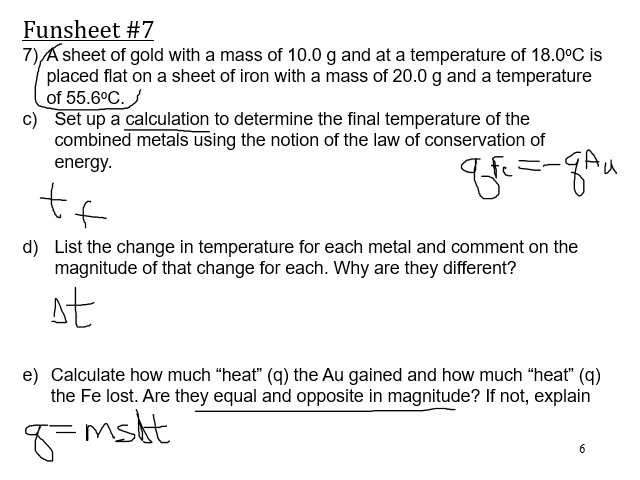 Funsheet #7
7) A sheet of gold with a mass of 10.0 g and at a temperature of 18.0ºC is
placed flat on a sheet of iron with a mass of 20.0 g and a temperature
of 55.6ºC.
c) Set up a calculation to determine the final temperature of the
combined metals using the notion of the law of conservation of
energy.
q Fe = - q Au
t f
d) List the change in temperature for each metal and comment on the
magnitude of that change for each. Why are they different?
Δt
e) Calculate how much “heat” (q) the Au gained and how much “heat” (q)
the Fe lost. Are they equal and opposite in magnitude? If not, explain
q = msΔt
6